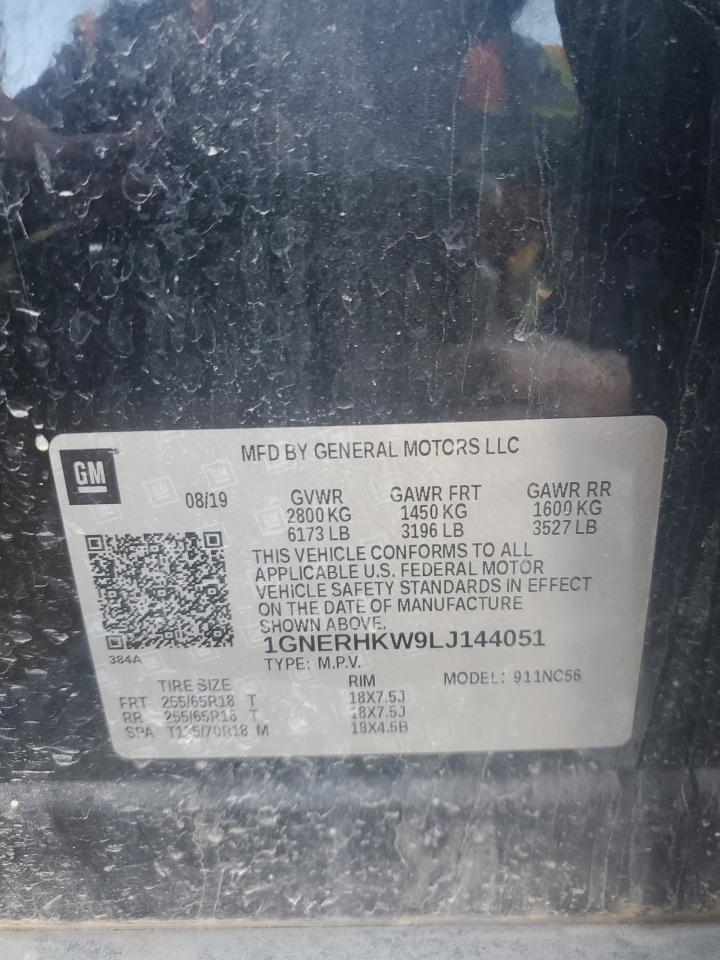 GM
MFD BY GENERAL MOTORS LLC
08/19 GVWR GAWR FRT GAWR RR
2800 KG 1450 KG 1600 KG
6173 LB 3196 LB 3527 LB
THIS VEHICLE CONFORMS TO ALL
APPLICABLE U.S. FEDERAL MOTOR
VEHICLE SAFETY STANDARDS IN EFFECT
ON THE DATE OF MANUFACTURE
SHOWN ABOVE.
384A
1GNERHKW9LJ144051
TYPE: M.P.V. MODEL: 911NC56
TIRE SIZE RIM
FRT 255/65R18 T 18X7.5J
RR 255/65R18 T 18X7.5J
SPA M 18X4.5B